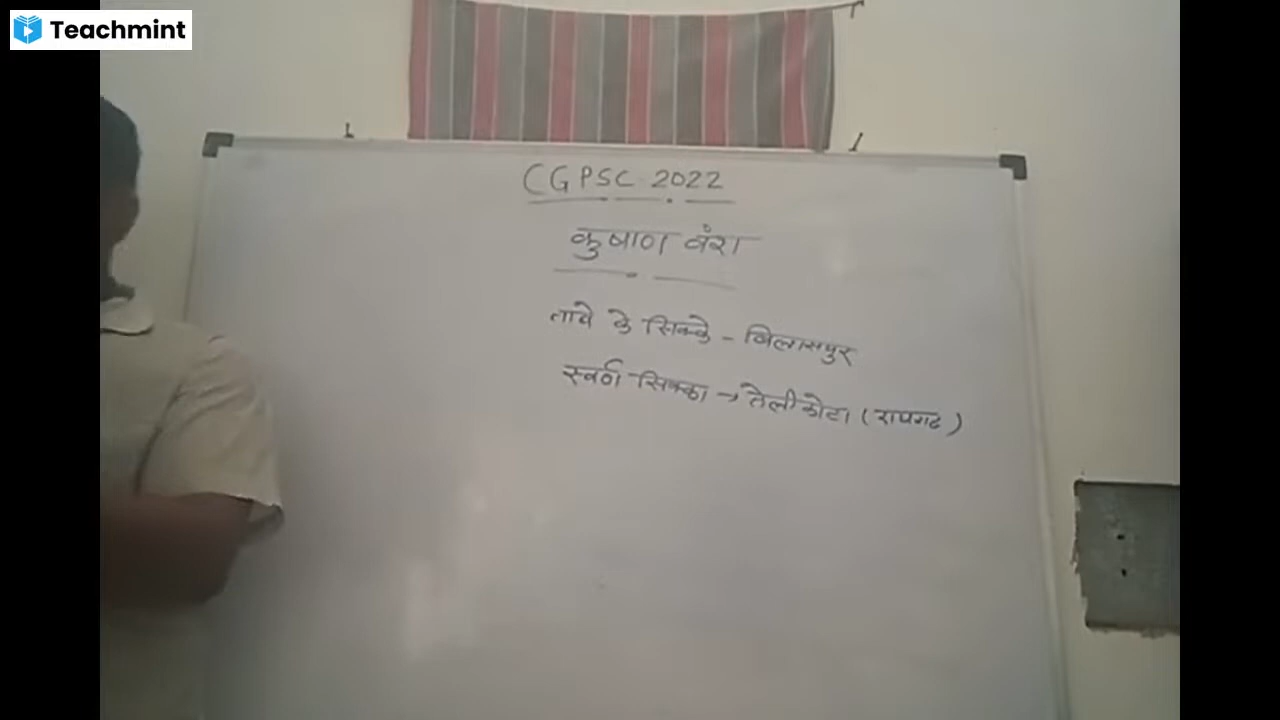 Teachmint
CGPSC 2022
कुषाण वंश
तावे के सिक्के - बिलासपुर
स्वर्ण सिक्का → तेलीकोटा (रायगढ)